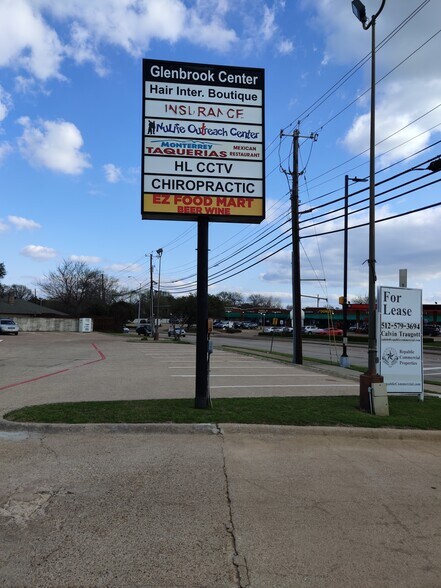 Glenbrook Center
Hair Inter. Boutique
INSURANCE
NuLife Outreach Center
MONTERREY
TAQUERIAS
MEXICAN
RESTAURANT
HL CCTV
CHIROPRACTIC
EZ FOOD MART
BEER WINE
For
Lease
512-579-3694
Calvin Traugott
Republic Commercial
Properties